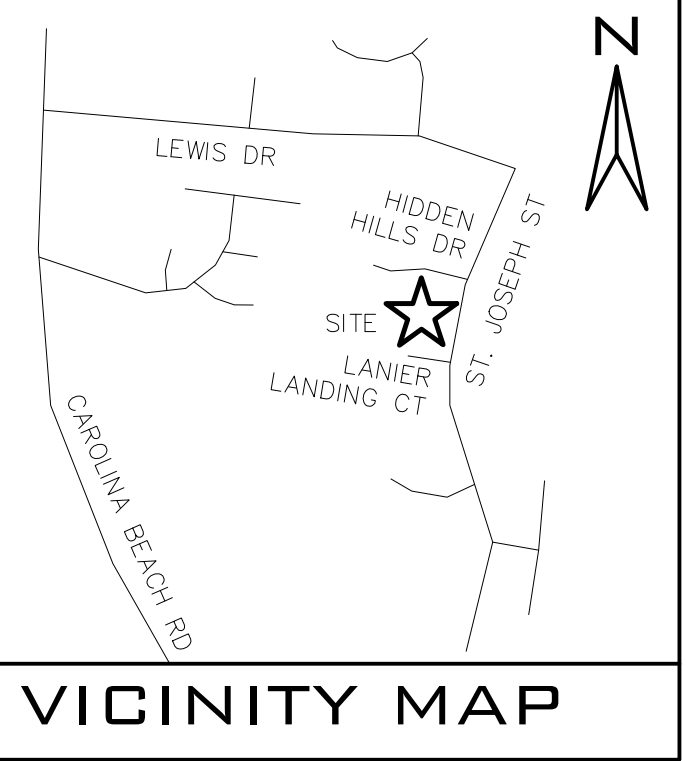 N
LEWIS DR
HIDDEN
HILLS DR
ST. JOSEPH ST
SITE
LANIER
LANDING CT
CAROLINA BEACH RD
VICINITY MAP